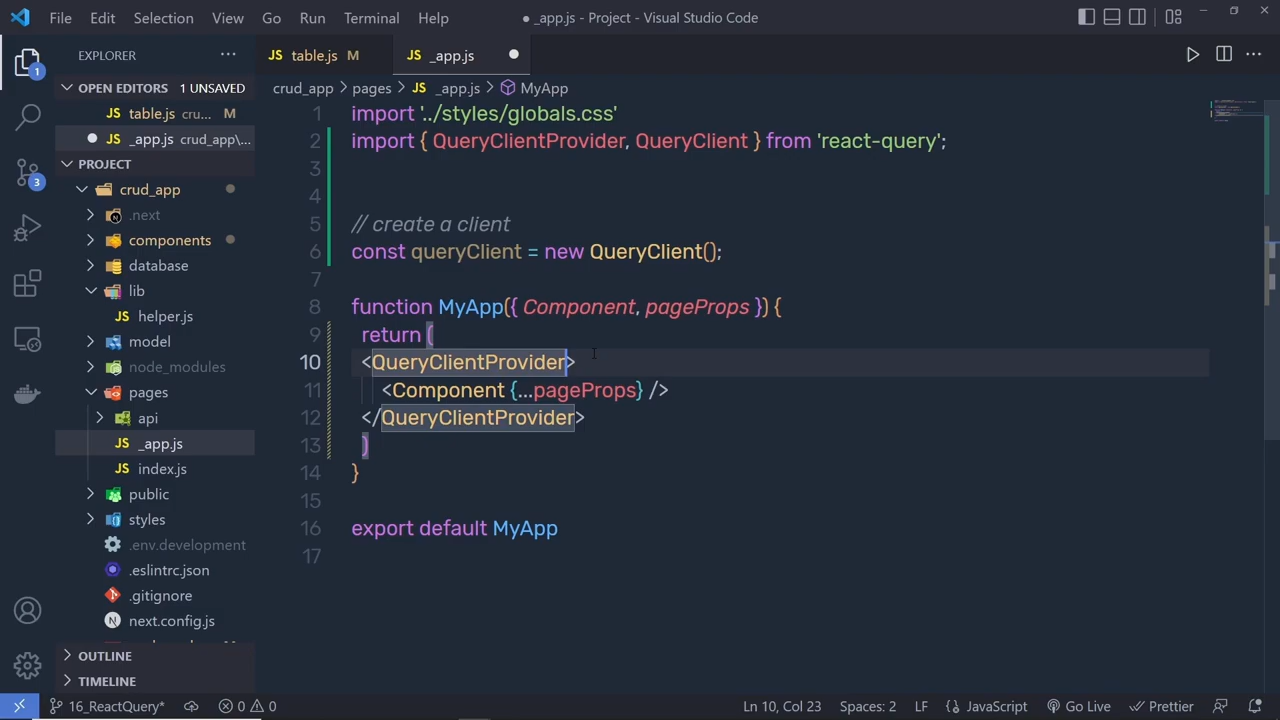 File Edit Selection View Go Run Terminal Help
● _app.js - Project - Visual Studio Code
EXPLORER
JS table.js M
JS _app.js
OPEN EDITORS 1 UNSAVED
JS table.js cru... M
JS _app.js crud_app\...
PROJECT
crud_app
.next
components
database
lib
JS helper.js
model
node_modules
pages
api
JS _app.js
JS index.js
public
styles
.env.development
.eslintrc.json
.gitignore
next.config.js
OUTLINE
TIMELINE
1
3
crud_app > pages > JS _app.js > MyApp
1 import '../styles/globals.css'
2 import { QueryClientProvider, QueryClient } from 'react-query';
3
4
5 // create a client
6 const queryClient = new QueryClient();
7
8 function MyApp({ Component, pageProps }) {
9 return (
10 <QueryClientProvider>
11 <Component {...pageProps} />
12 </QueryClientProvider>
13 )
14 }
15
16 export default MyApp
17
16_ReactQuery* 0 0 Ln 10, Col 23 Spaces: 2 LF {} JavaScript Go Live Prettier